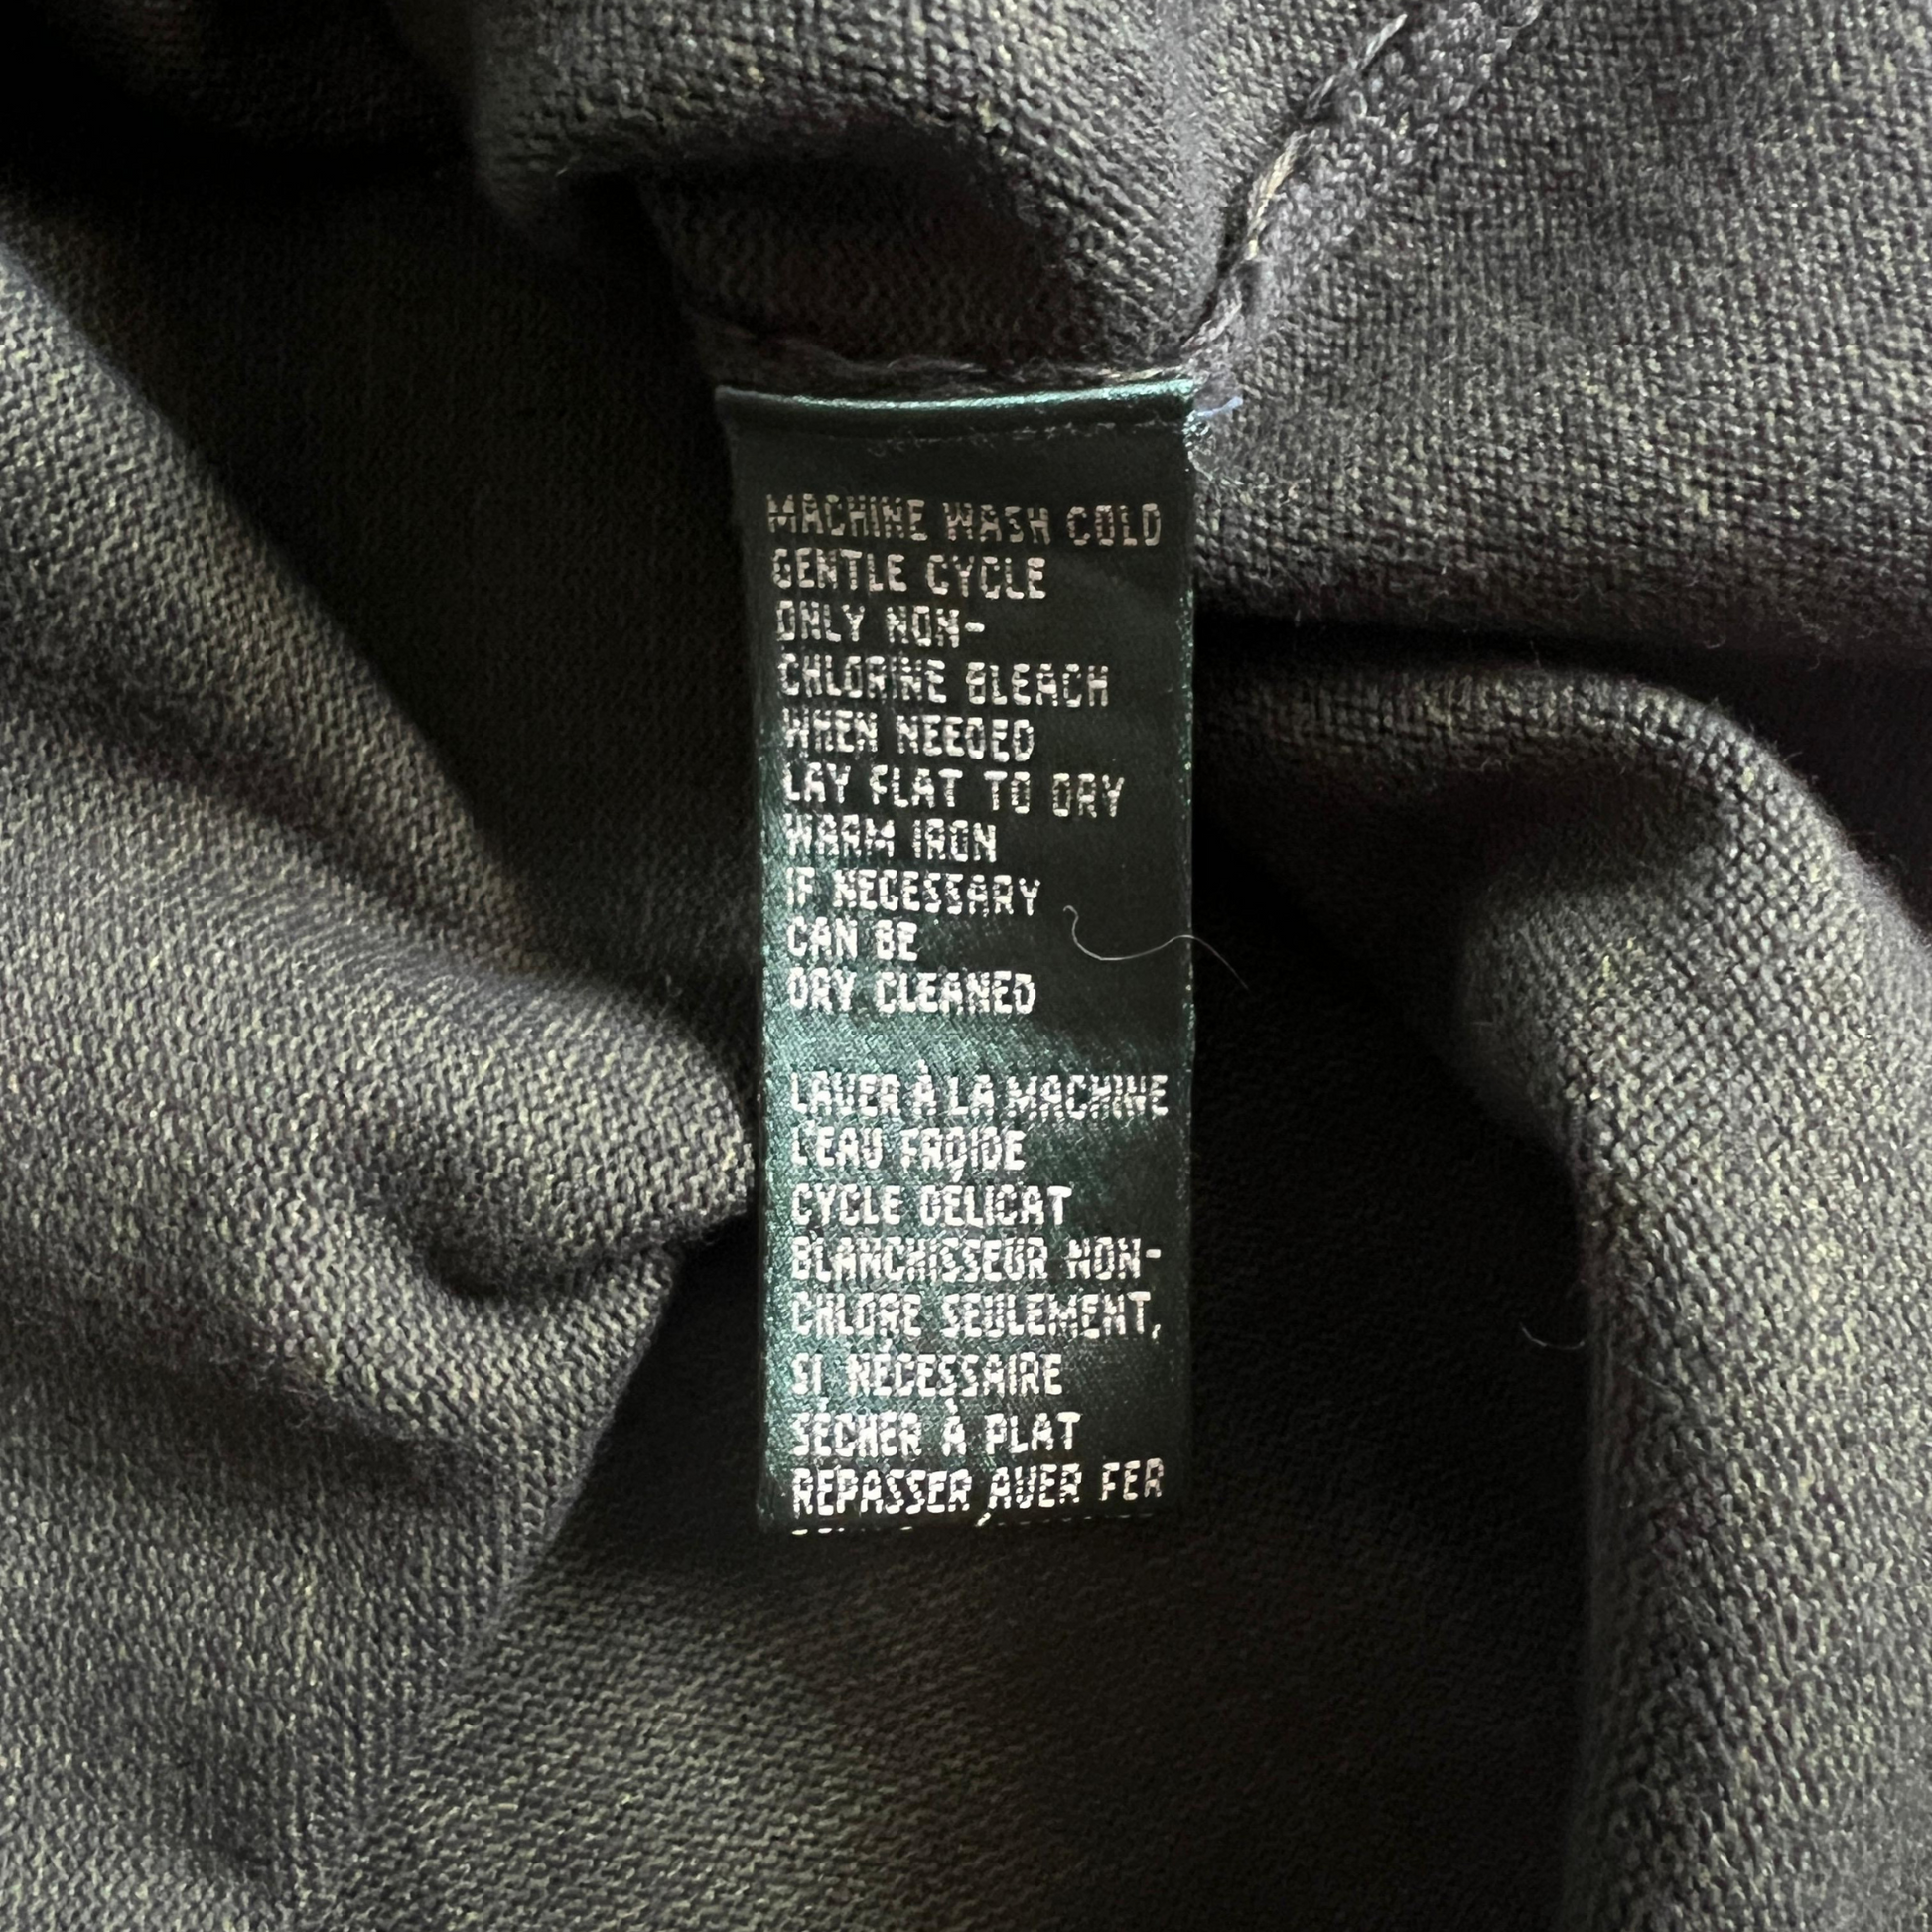 MACHINE WASH COLD
GENTLE CYCLE
ONLY NON-
CHLORINE BLEACH
WHEN NEEDED
LAY FLAT TO DRY
WARM IRON
IF NECESSARY
CAN BE
DRY CLEANED
LAVER À LA MACHINE
L'EAU FROIDE
CYCLE DÉLICAT
BLANCHISSEUR NON-
CHLORE SEULEMENT,
SI NÉCESSAIRE
SÉCHER À PLAT
REPASSER AVER FER